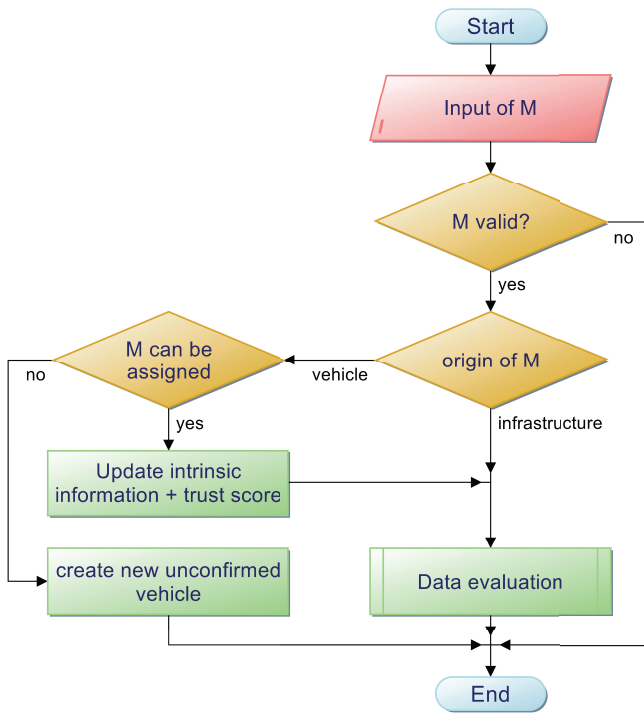 Start
Input of M
M valid?
no
yes
M can be
assigned
origin of M
no
vehicle
yes
infrastructure
Update intrinsic
information + trust score
create new unconfirmed
vehicle
Data evaluation
End